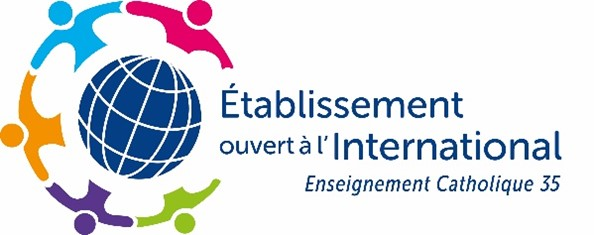 Établissement
ouvert à l'International
Enseignement Catholique 35